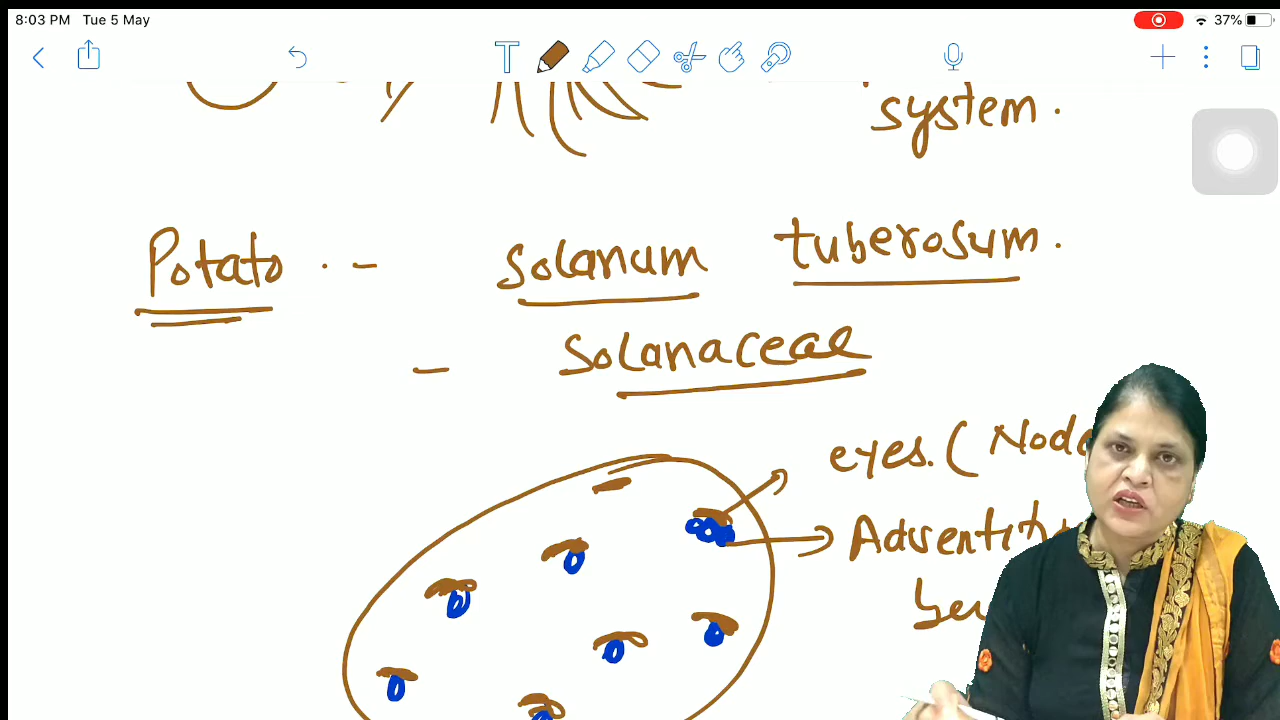 8:03 PM Tue 5 May
37%
T
system.
Potato . - Solanum tuberosum.
- Solanaceae
eyes. (